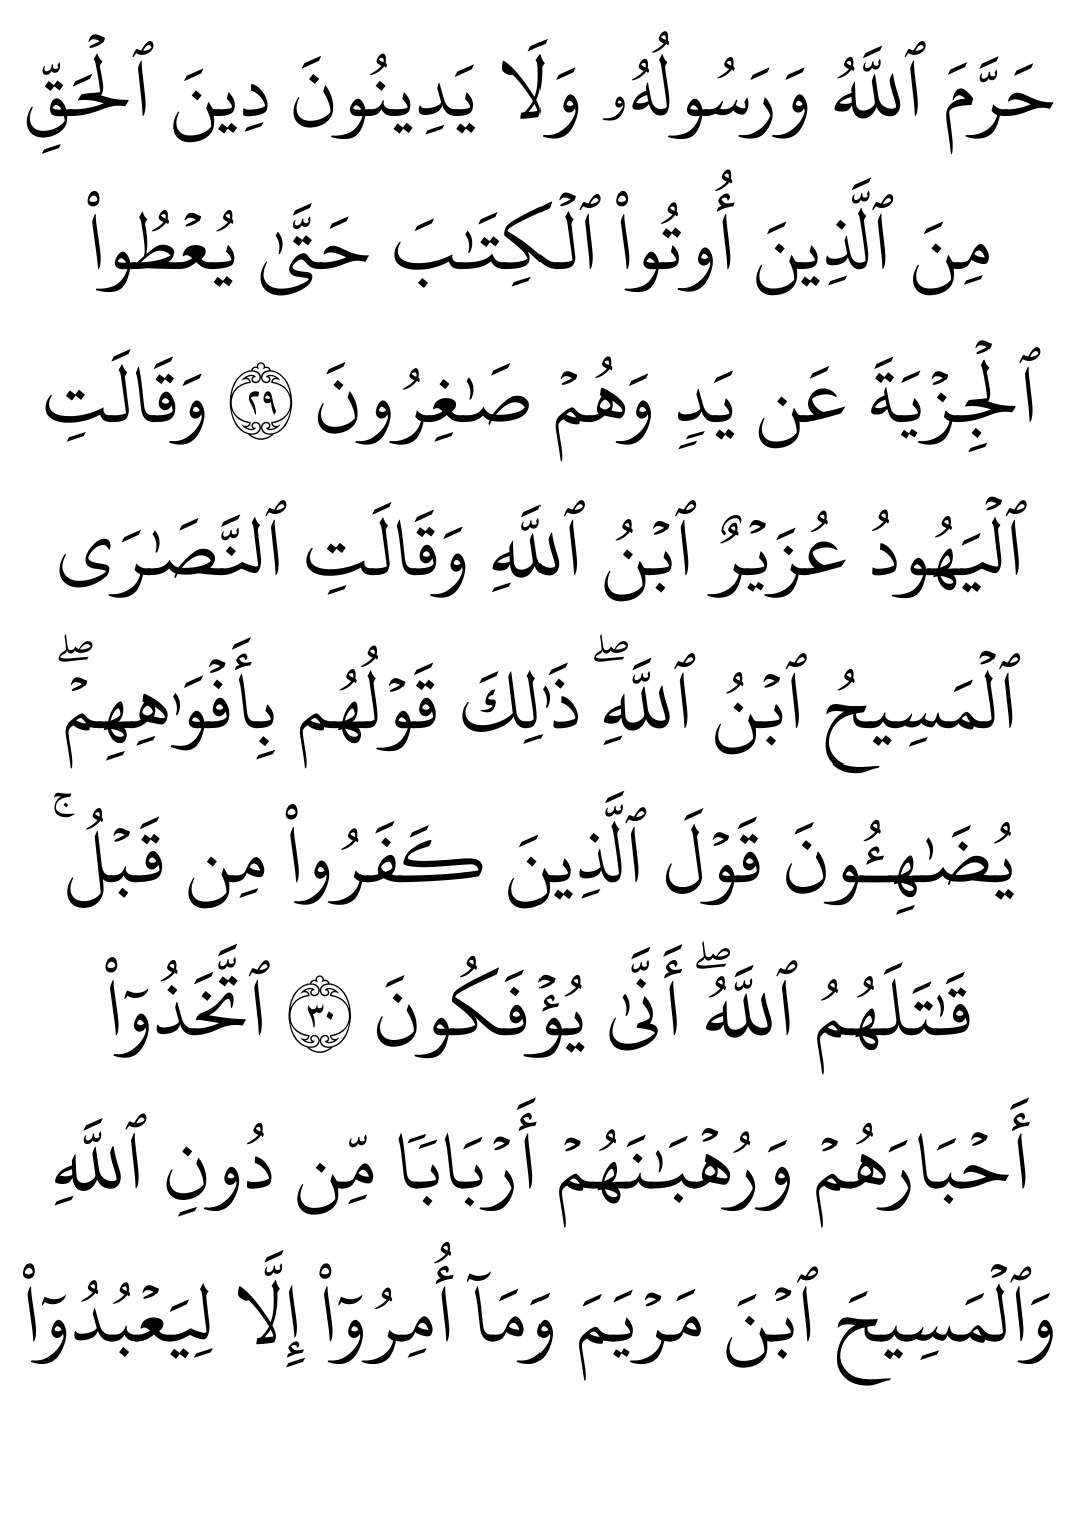 حَرَّمَ ٱللَّهُ وَرَسُولُهُۥ وَلَا يَدِينُونَ دِينَ ٱلۡحَقِّ
مِنَ ٱلَّذِينَ أُوتُواْ ٱلۡكِتَٰبَ حَتَّىٰ يُعۡطُواْ
ٱلۡجِزۡيَةَ عَن يَدٖ وَهُمۡ صَٰغِرُونَ ٢٩ وَقَالَتِ
ٱلۡيَهُودُ عُزَيۡرٌ ٱبۡنُ ٱللَّهِ وَقَالَتِ ٱلنَّصَٰرَى
ٱلۡمَسِيحُ ٱبۡنُ ٱللَّهِۖ ذَٰلِكَ قَوۡلُهُم بِأَفۡوَٰهِهِمۡۖ
يُضَٰهِـُٔونَ قَوۡلَ ٱلَّذِينَ كَفَرُواْ مِن قَبۡلُۚ
قَٰتَلَهُمُ ٱللَّهُۖ أَنَّىٰ يُؤۡفَكُونَ ٣٠ ٱتَّخَذُوٓاْ
أَحۡبَارَهُمۡ وَرُهۡبَٰنَهُمۡ أَرۡبَابٗا مِّن دُونِ ٱللَّهِ
وَٱلۡمَسِيحَ ٱبۡنَ مَرۡيَمَ وَمَآ أُمِرُوٓاْ إِلَّا لِيَعۡبُدُوٓاْ